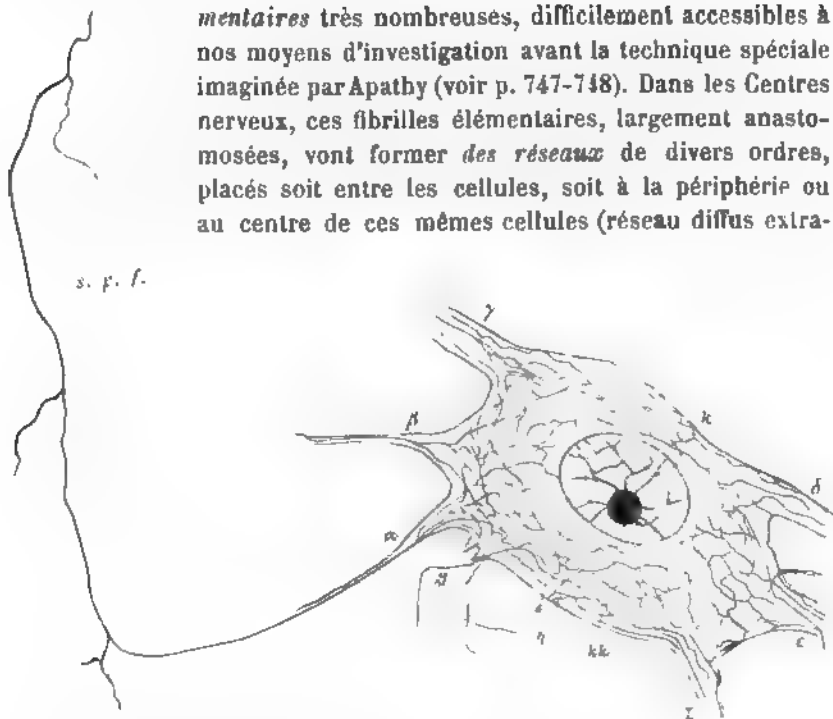 mentaires très nombreuses, difficilement accessibles à
nos moyens d'investigation avant la technique spéciale
imaginée par Apathy (voir p. 747-748). Dans les Centres
nerveux, ces fibrilles élémentaires, largement anasto-
mosées, vont former des réseaux de divers ordres,
placés soit entre les cellules, soit à la périphérie ou
au centre de ces mêmes cellules (réseau diffus extra-
s. p. f.
γ
β
k
δ
α
g
η
kk
ε